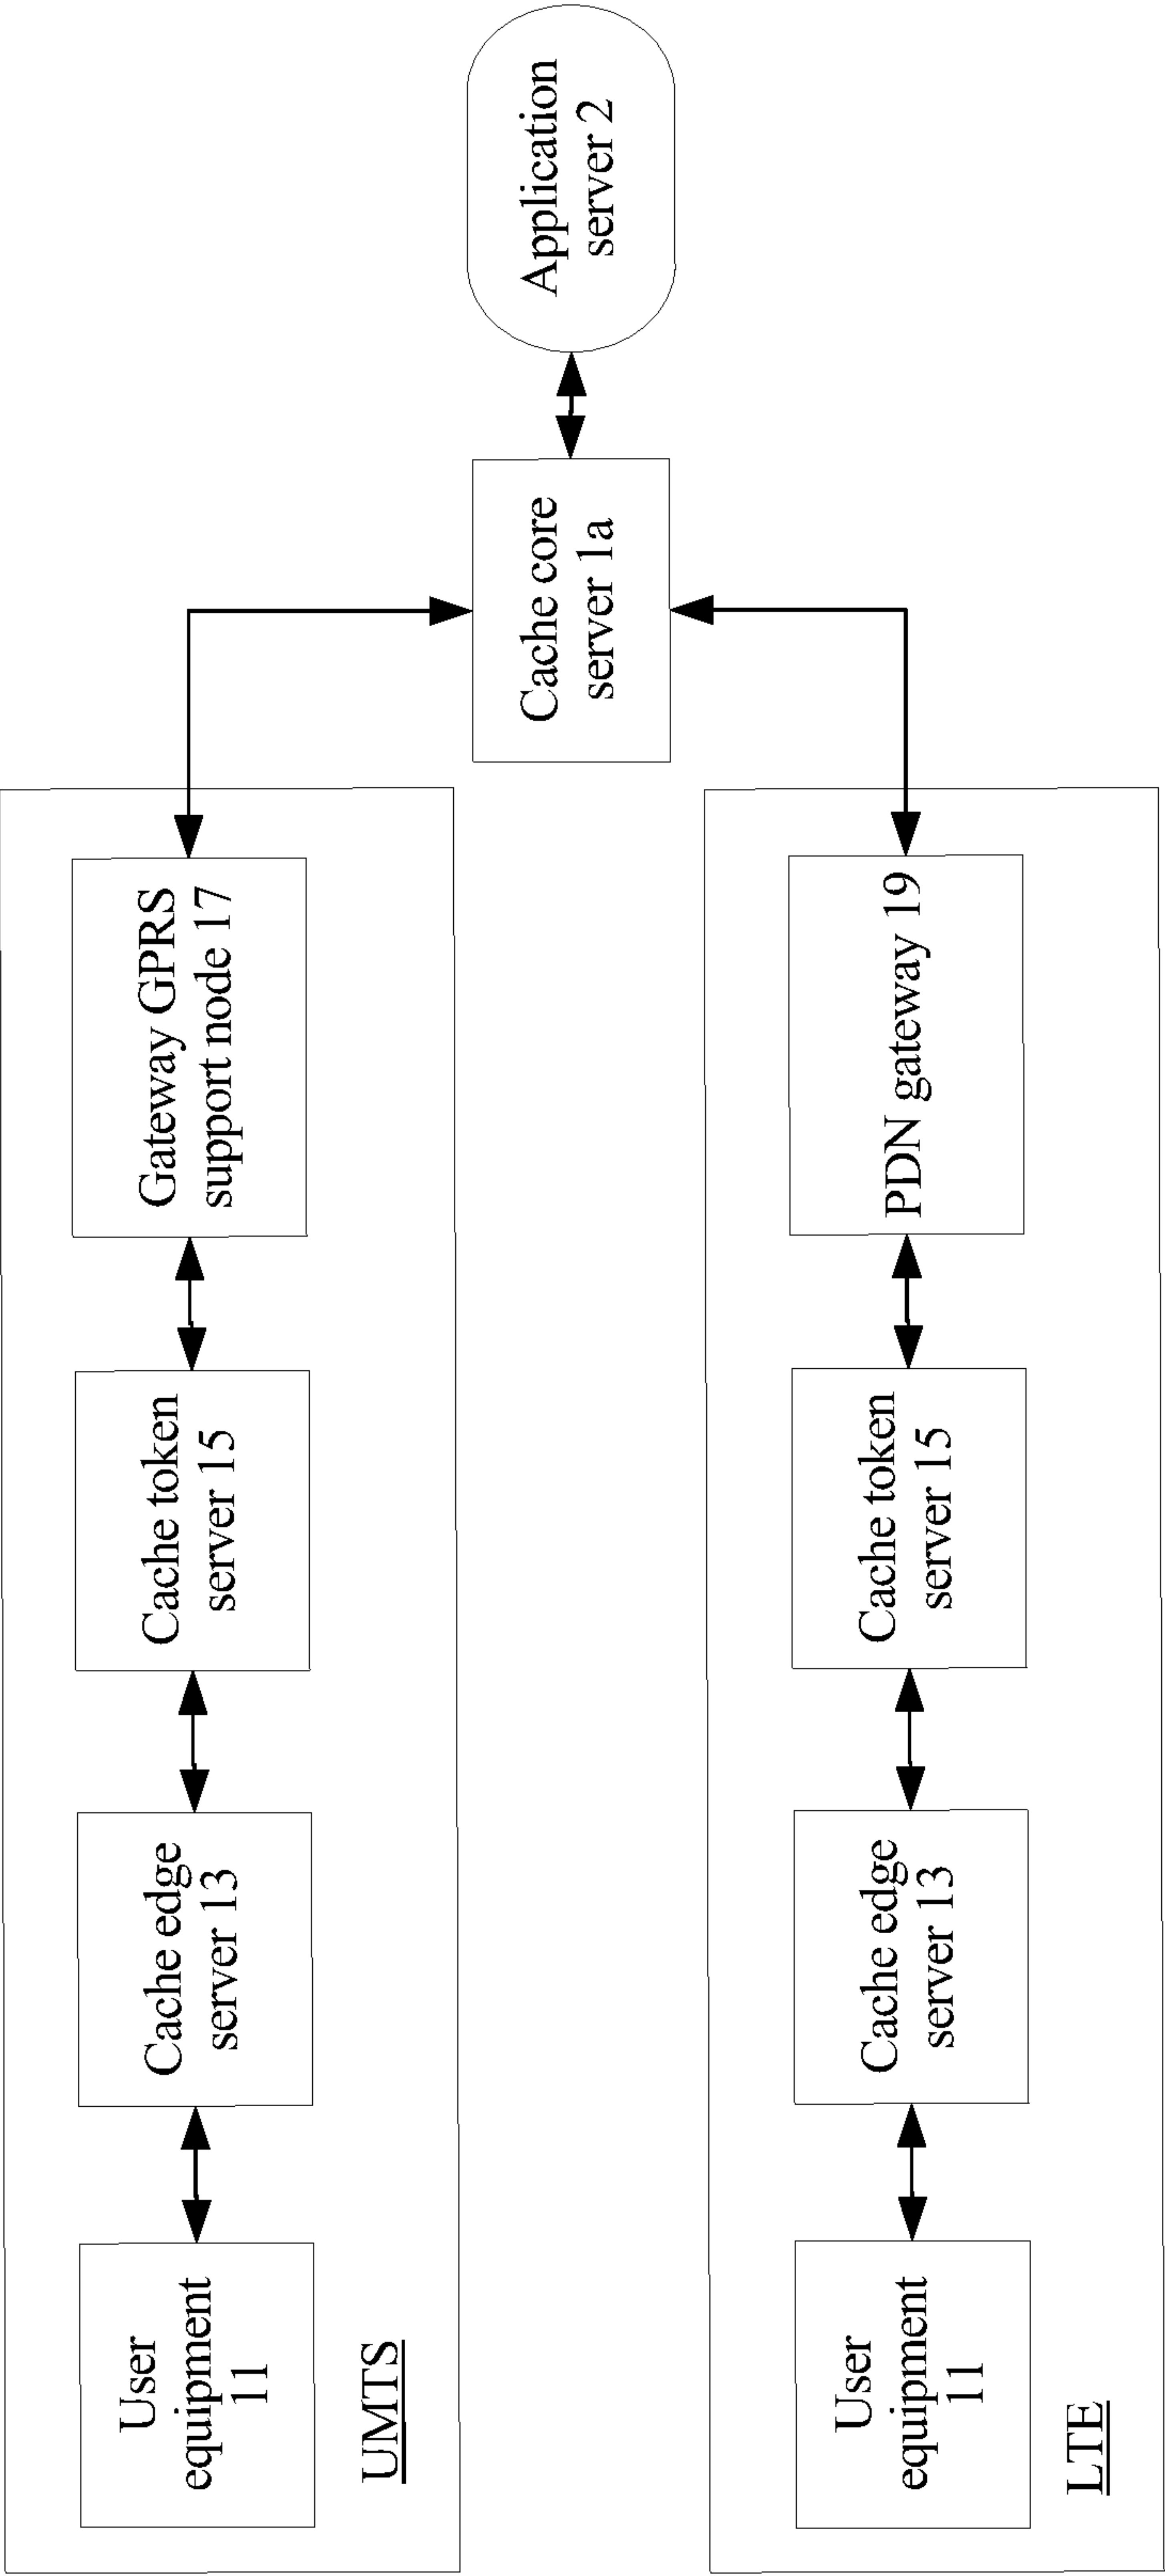 User
equipment
11
Cache edge
server 13
Cache token
server 15
Gateway GPRS
support node 17
UMTS
Cache core
server 1a
Application
server 2
User
equipment
11
Cache edge
server 13
Cache token
server 15
PDN gateway 19
LTE